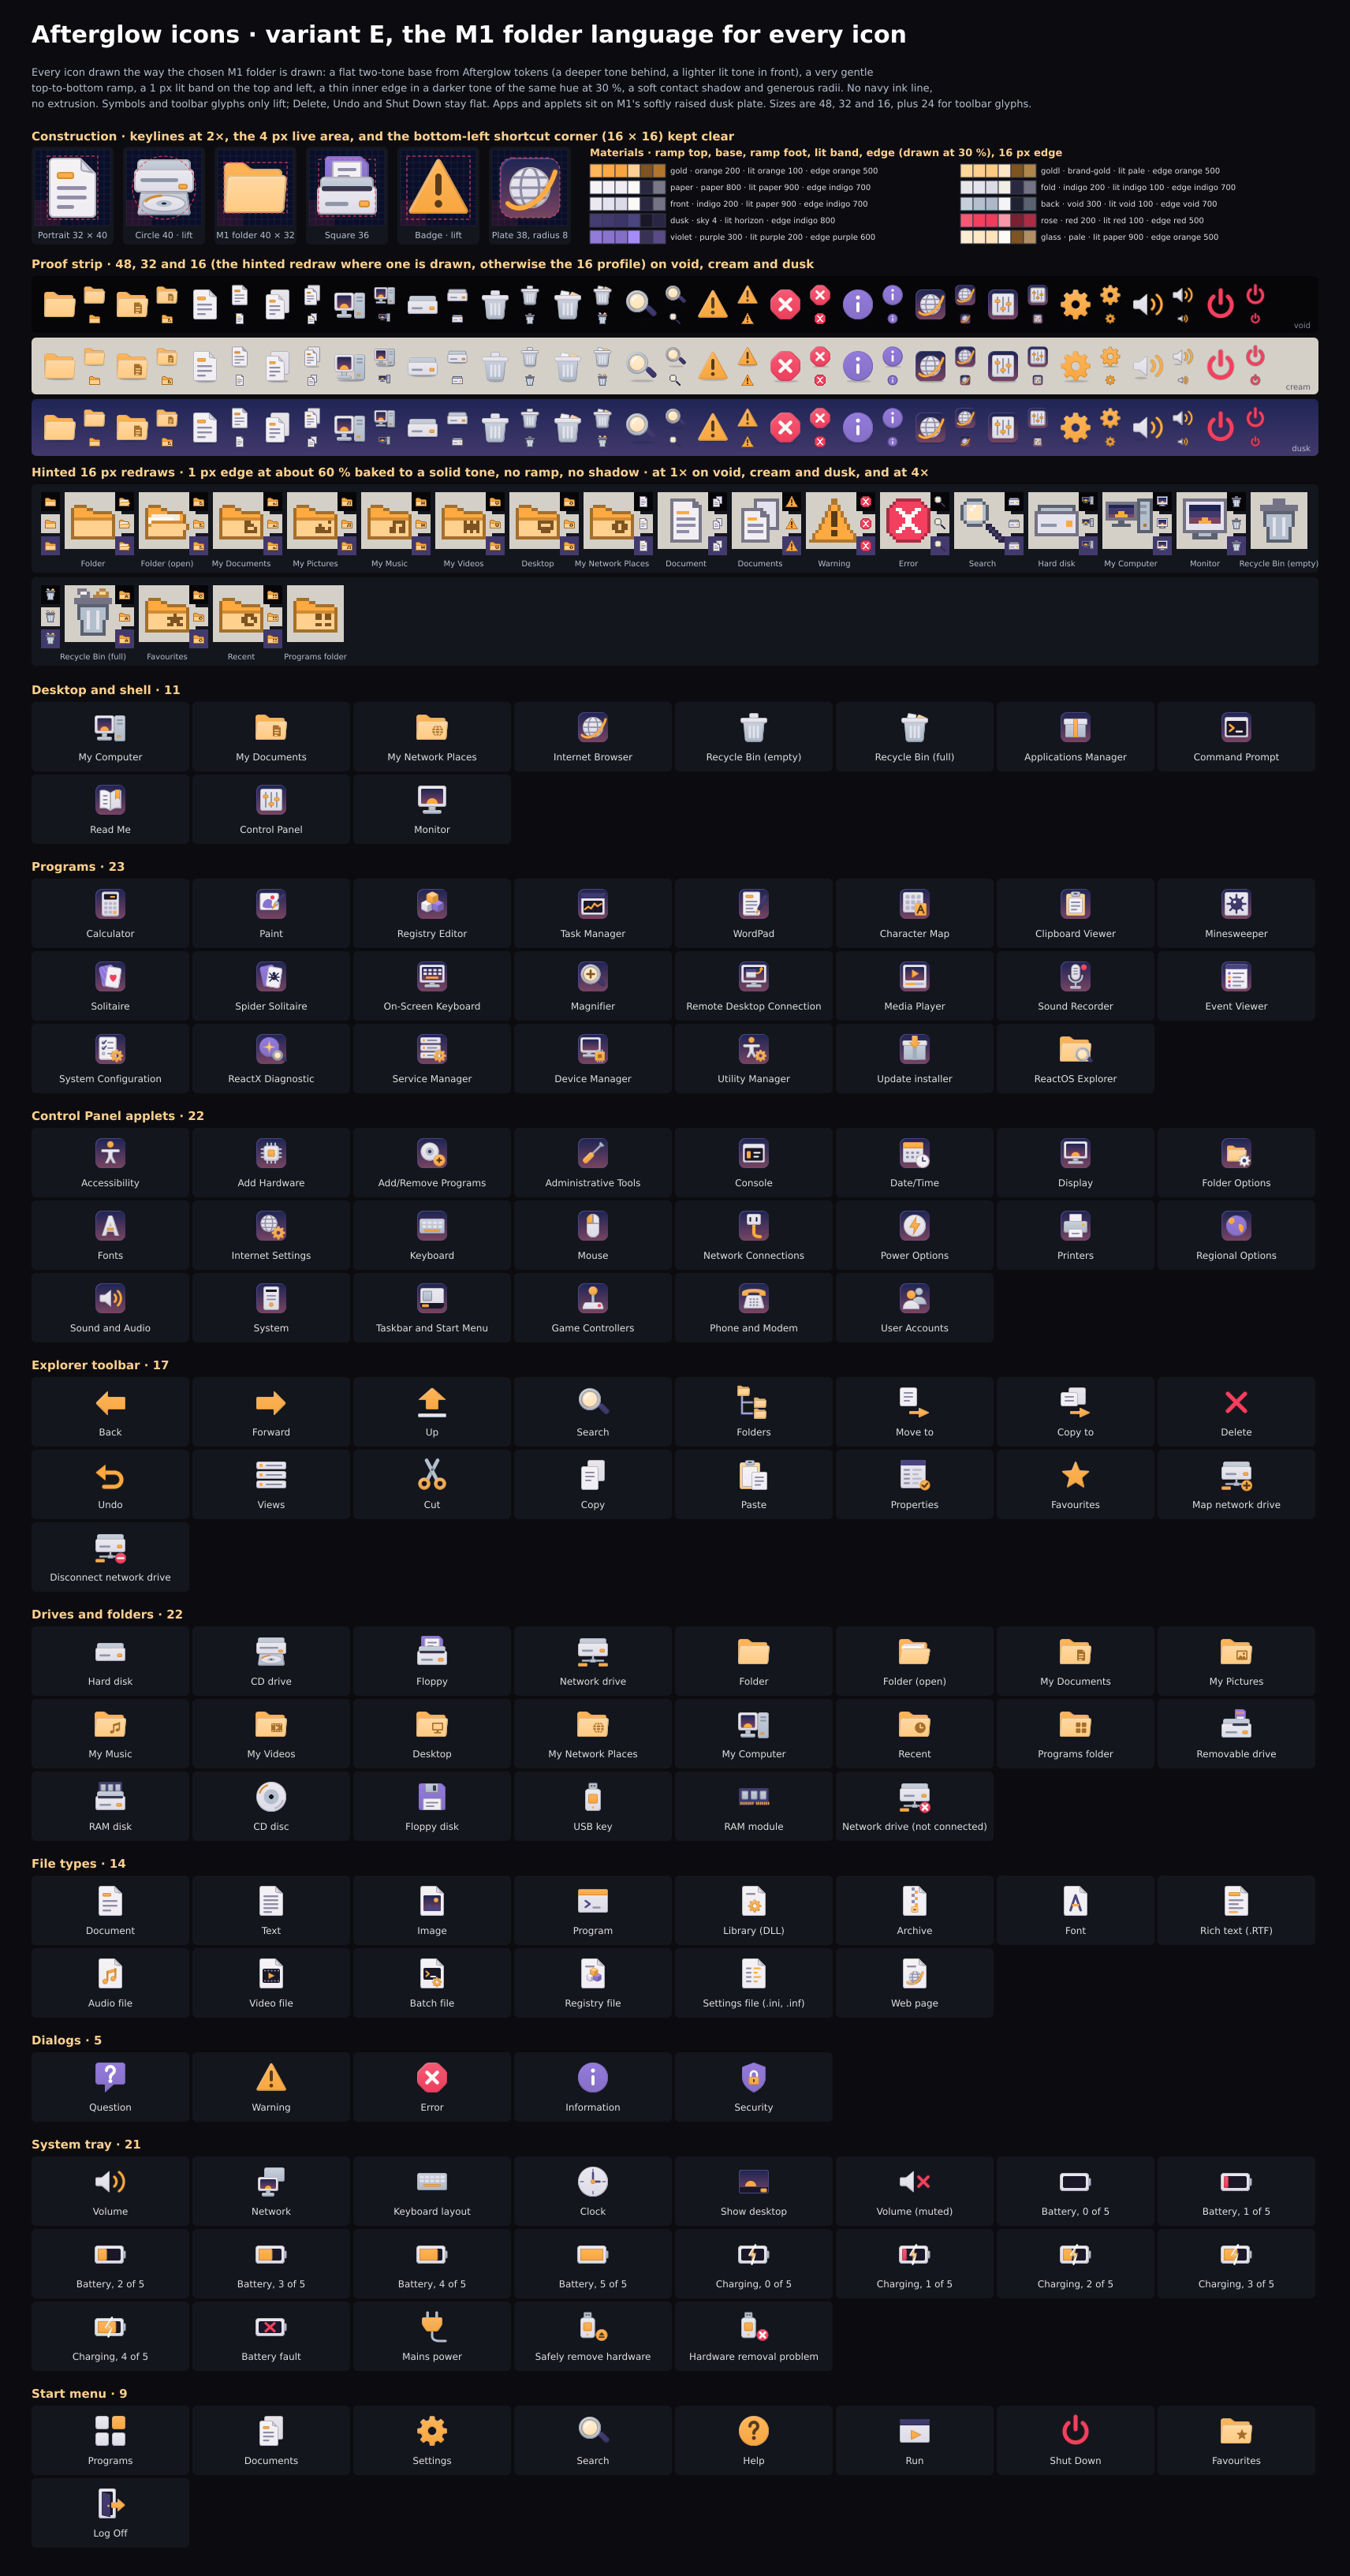 Afterglow icons · variant E, the M1 folder language for every icon
Every icon drawn the way the chosen M1 folder is drawn: a flat two-tone base from Afterglow tokens (a deeper tone behind, a lighter lit tone in front), a very gentle
top-to-bottom ramp, a 1 px lit band on the top and left, a thin inner edge in a darker tone of the same hue at 30 %, a soft contact shadow and generous radii. No navy ink line,
no extrusion. Symbols and toolbar glyphs only lift; Delete, Undo and Shut Down stay flat. Apps and applets sit on M1's softly raised dusk plate. Sizes are 48, 32 and 16, plus 24 for toolbar glyphs.
Construction · keylines at 2×, the 4 px live area, and the bottom-left shortcut corner (16 × 16) kept clear
Portrait 32 × 40
Circle 40 · lift
M1 folder 40 × 32
Square 36
Badge · lift
Plate 38, radius 8
Materials · ramp top, base, ramp foot, lit band, edge (drawn at 30 %), 16 px edge
gold · orange 200 · lit orange 100 · edge orange 500
goldl · brand-gold · lit pale · edge orange 500
paper · paper 800 · lit paper 900 · edge indigo 700
fold · indigo 200 · lit indigo 100 · edge indigo 700
front · indigo 200 · lit paper 900 · edge indigo 700
back · void 300 · lit void 100 · edge void 700
dusk · sky 4 · lit horizon · edge indigo 800
rose · red 200 · lit red 100 · edge red 500
violet · purple 300 · lit purple 200 · edge purple 600
glass · pale · lit paper 900 · edge orange 500
Proof strip · 48, 32 and 16 (the hinted redraw where one is drawn, otherwise the 16 profile) on void, cream and dusk
void
cream
dusk
Hinted 16 px redraws · 1 px edge at about 60 % baked to a solid tone, no ramp, no shadow · at 1× on void, cream and dusk, and at 4×
Folder
Folder (open)
My Documents
My Pictures
My Music
My Videos
Desktop
My Network Places
Document
Documents
Warning
Error
Search
Hard disk
My Computer
Monitor
Recycle Bin (empty)
Recycle Bin (full)
Favourites
Recent
Programs folder
Desktop and shell · 11
My Computer
My Documents
My Network Places
Internet Browser
Recycle Bin (empty)
Recycle Bin (full)
Applications Manager
Command Prompt
Read Me
Control Panel
Monitor
Programs · 23
Calculator
Paint
Registry Editor
Task Manager
WordPad
Character Map
Clipboard Viewer
Minesweeper
Solitaire
Spider Solitaire
On-Screen Keyboard
Magnifier
Remote Desktop Connection
Media Player
Sound Recorder
Event Viewer
System Configuration
ReactX Diagnostic
Service Manager
Device Manager
Utility Manager
Update installer
ReactOS Explorer
Control Panel applets · 22
Accessibility
Add Hardware
Add/Remove Programs
Administrative Tools
Console
Date/Time
Display
Folder Options
Fonts
Internet Settings
Keyboard
Mouse
Network Connections
Power Options
Printers
Regional Options
Sound and Audio
System
Taskbar and Start Menu
Game Controllers
Phone and Modem
User Accounts
Explorer toolbar · 17
Back
Forward
Up
Search
Folders
Move to
Copy to
Delete
Undo
Views
Cut
Copy
Paste
Properties
Favourites
Map network drive
Disconnect network drive
Drives and folders · 22
Hard disk
CD drive
Floppy
Network drive
Folder
Folder (open)
My Documents
My Pictures
My Music
My Videos
Desktop
My Network Places
My Computer
Recent
Programs folder
Removable drive
RAM disk
CD disc
Floppy disk
USB key
RAM module
Network drive (not connected)
File types · 14
Document
Text
Image
Program
Library (DLL)
Archive
Font
Rich text (.RTF)
Audio file
Video file
Batch file
Registry file
Settings file (.ini, .inf)
Web page
Dialogs · 5
Question
Warning
Error
Information
Security
System tray · 21
Volume
Network
Keyboard layout
Clock
Show desktop
Volume (muted)
Battery, 0 of 5
Battery, 1 of 5
Battery, 2 of 5
Battery, 3 of 5
Battery, 4 of 5
Battery, 5 of 5
Charging, 0 of 5
Charging, 1 of 5
Charging, 2 of 5
Charging, 3 of 5
Charging, 4 of 5
Battery fault
Mains power
Safely remove hardware
Hardware removal problem
Start menu · 9
Programs
Documents
Settings
Search
Help
Run
Shut Down
Favourites
Log Off